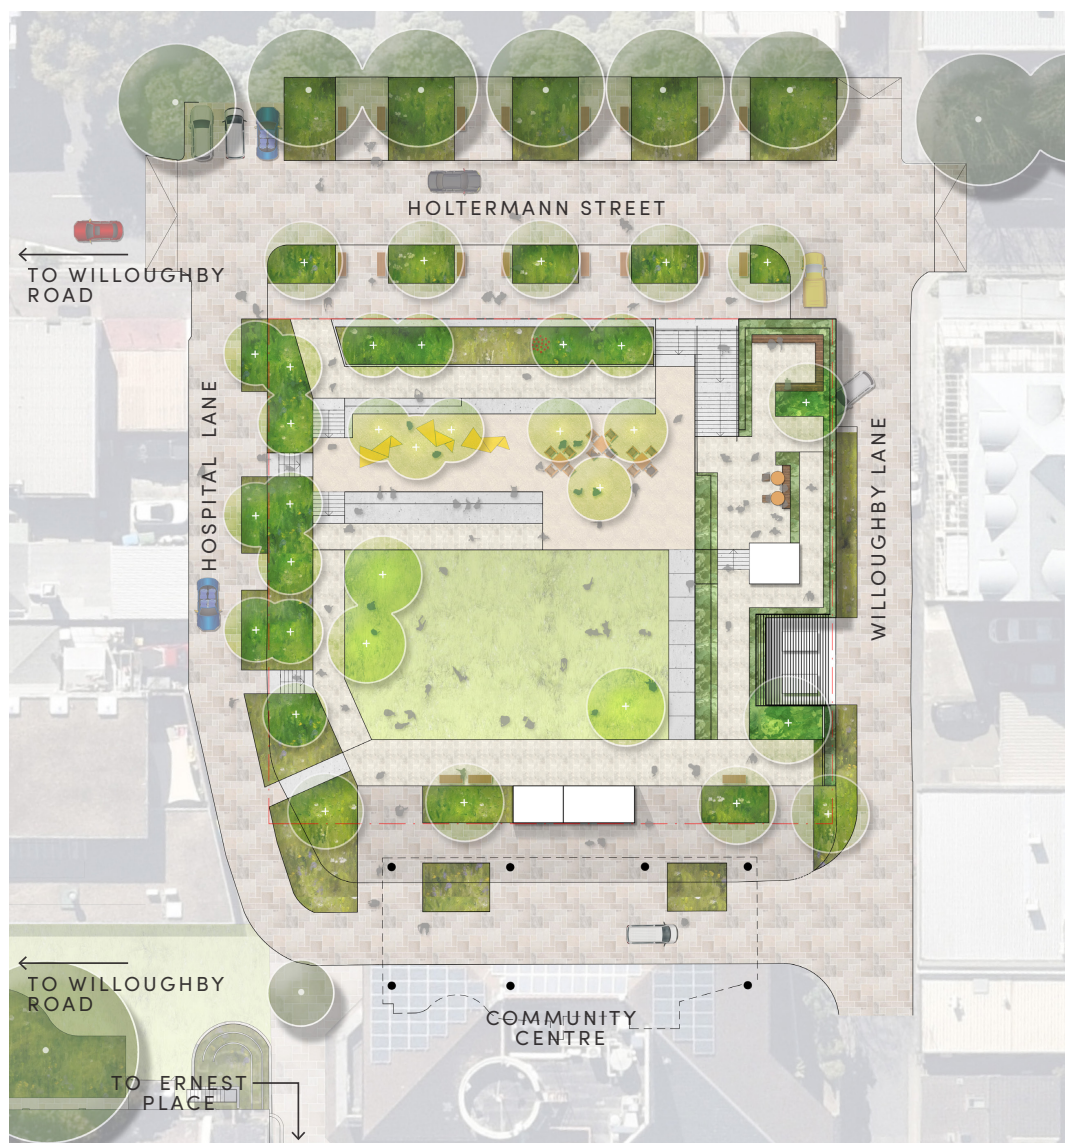 HOLTERMANN STREET
TO WILLOUGHBY
ROAD
HOSPITAL LANE
WILLOUGHBY LANE
TO WILLOUGHBY
ROAD
COMMUNITY
CENTRE
TO ERNEST
PLACE